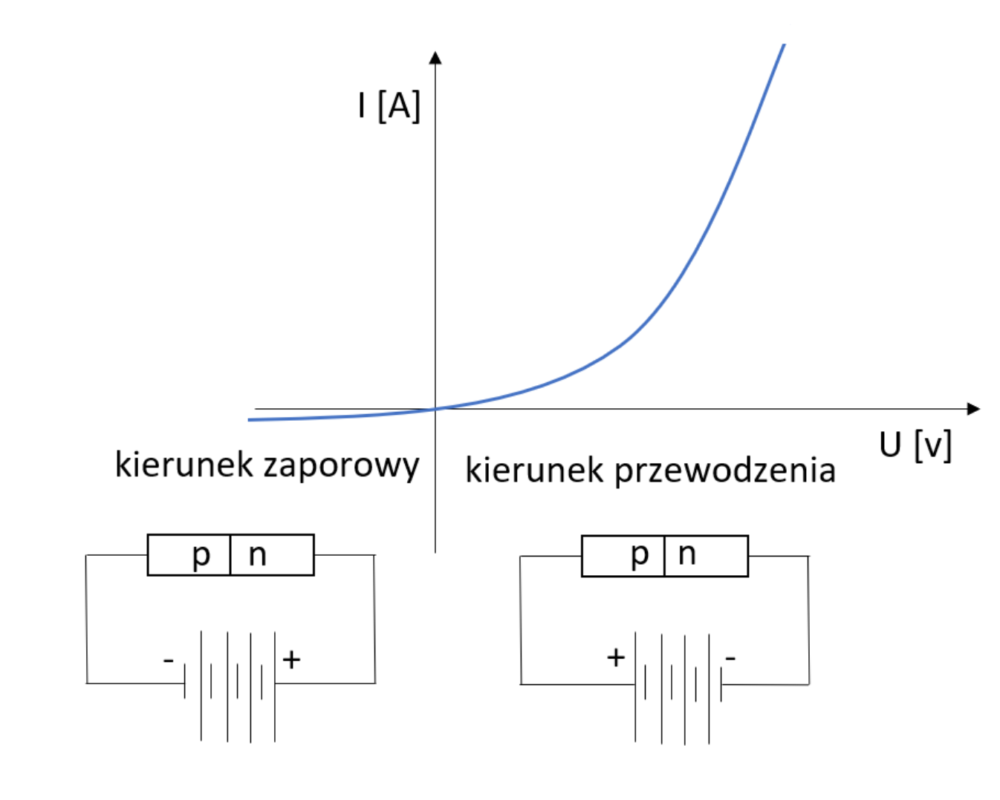 I [A]
U [v]
kierunek zaporowy
kierunek przewodzenia
p n
p n
- +
+ -